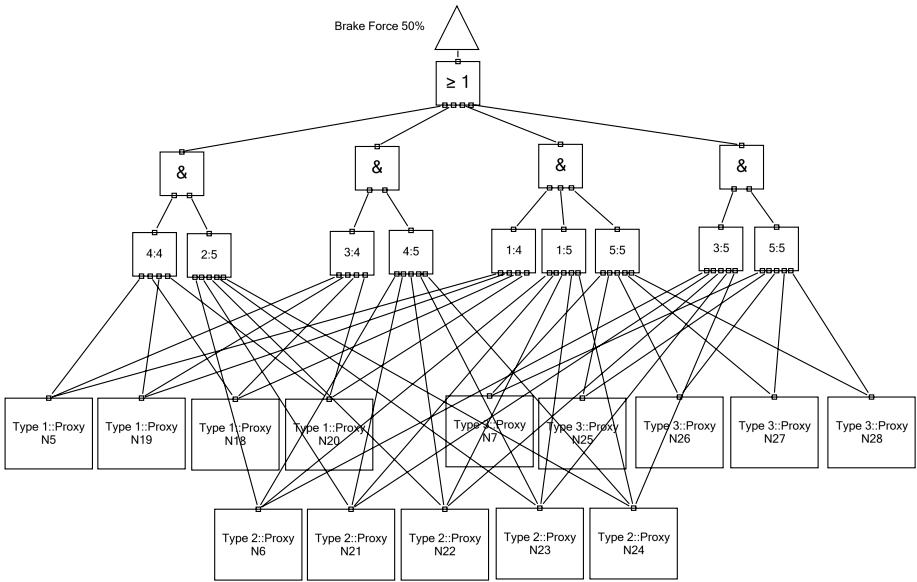 Brake Force 50%
≥ 1
&
&
&
&
4:4
2:5
3:4
4:5
1:4
1:5
5:5
3:5
5:5
Type 1::Proxy
N5
Type 1::Proxy
N19
Type 1::Proxy
N18
Type 1::Proxy
N20
Type 3::Proxy
N7
Type 3::Proxy
N25
Type 3::Proxy
N26
Type 3::Proxy
N27
Type 3::Proxy
N28
Type 2::Proxy
N6
Type 2::Proxy
N21
Type 2::Proxy
N22
Type 2::Proxy
N23
Type 2::Proxy
N24